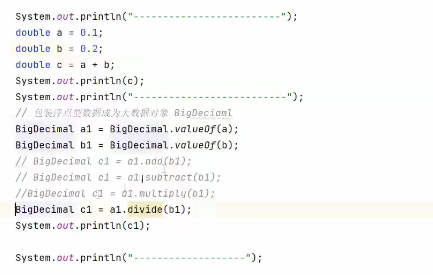 System.out.println("--------------------------");
double a = 0.1;
double b = 0.2;
double c = a + b;
System.out.println(c);
System.out.println("---------------------------");
// 包装浮点型数据成为大数据对象 BigDeciaml
BigDecimal a1 = BigDecimal.valueOf(a);
BigDecimal b1 = BigDecimal.valueOf(b);
// BigDecimal c1 = a1.add(b1);
// BigDecimal c1 = a1.subtract(b1);
//BigDecimal c1 = a1.multiply(b1);
BigDecimal c1 = a1.divide(b1);
System.out.println(c1);
System.out.println("--------------------");